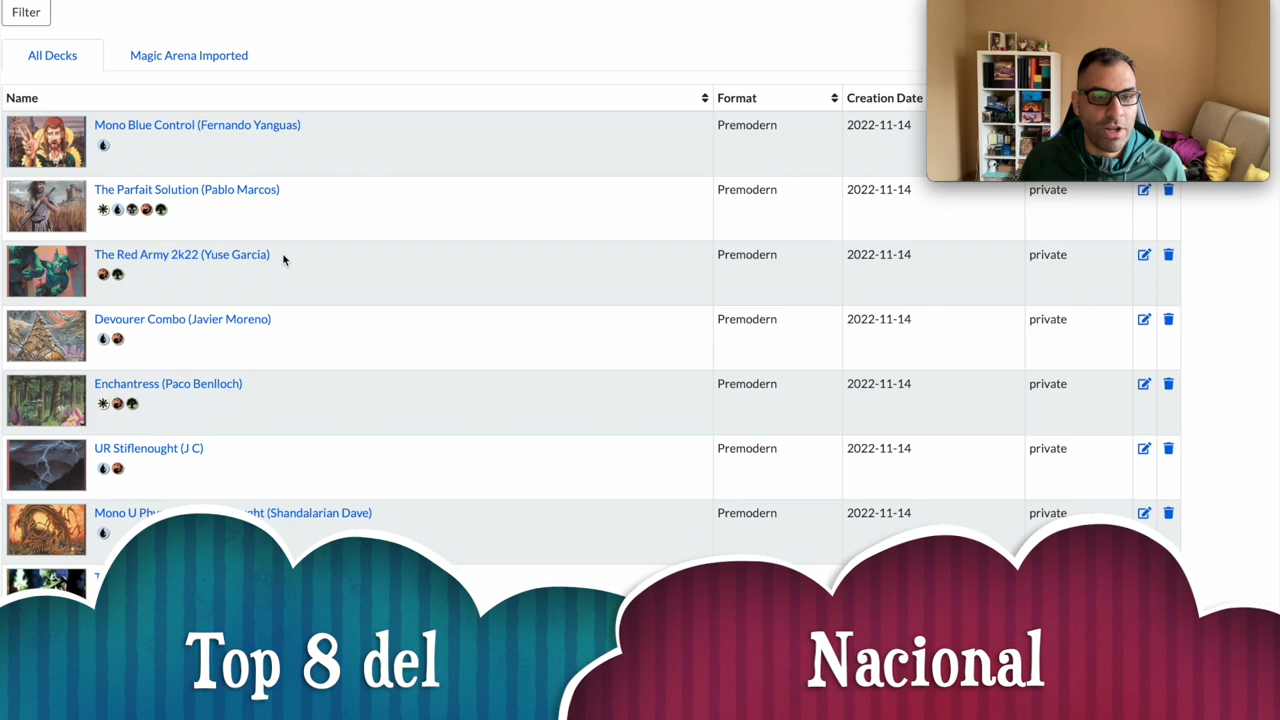 Filter
All Decks
Magic Arena Imported
Name
Format
Creation Date
Mono Blue Control (Fernando Yanguas)
Premodern
2022-11-14
The Parfait Solution (Pablo Marcos)
Premodern
2022-11-14
private
The Red Army 2k22 (Yuse Garcia)
Premodern
2022-11-14
private
Devourer Combo (Javier Moreno)
Premodern
2022-11-14
private
Enchantress (Paco Benlloch)
Premodern
2022-11-14
private
UR Stiflenought (J C)
Premodern
2022-11-14
private
Mono U
(Shandalarian Dave)
Premodern
2022-11-14
private
Top 8 del
Nacional